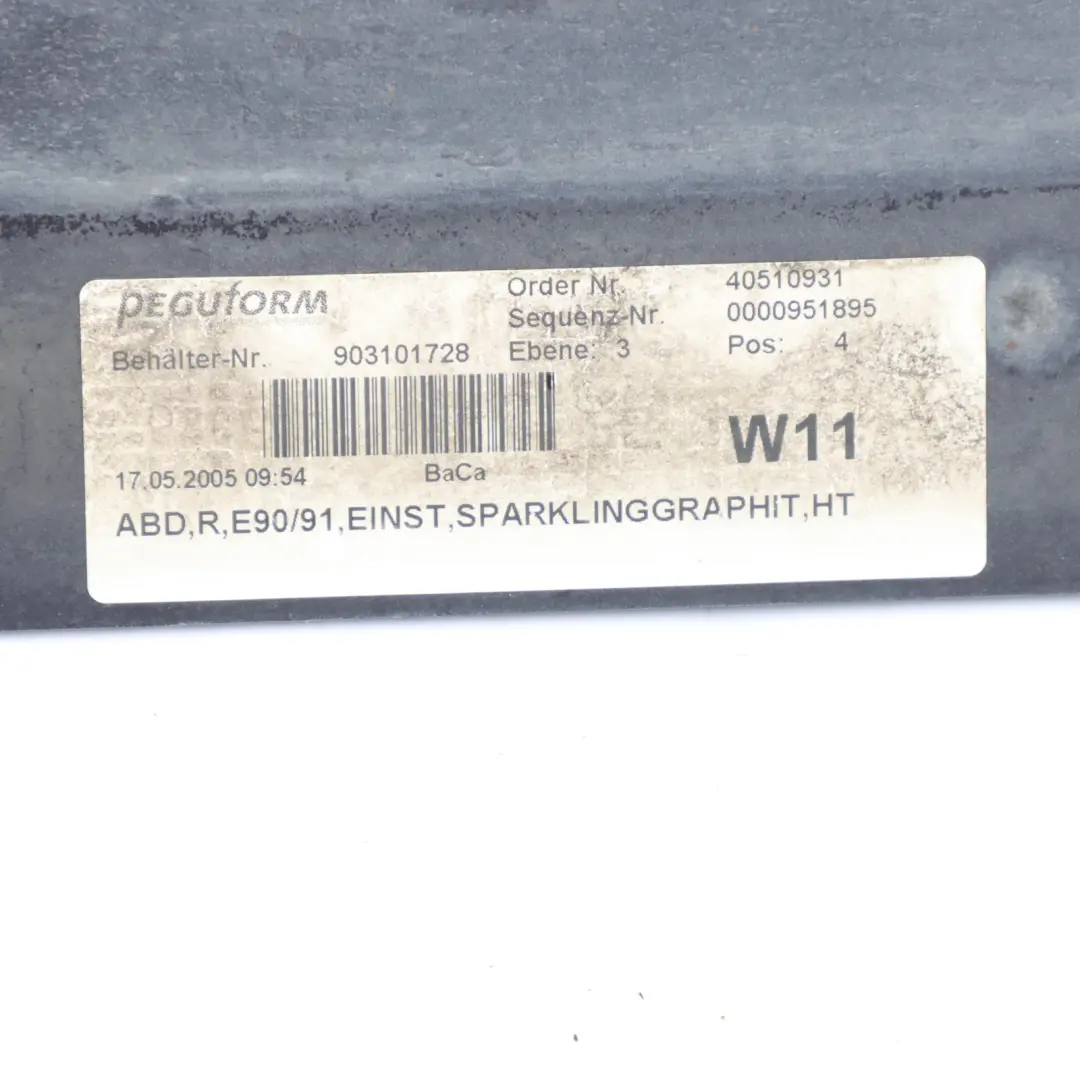 peguform
Order Nr. 40510931
Sequenz-Nr. 0000951895
Behälter-Nr. 903101728
Ebene: 3 Pos: 4
W11
17.05.2005 09:54 BaCa
ABD,R,E90/91,EINST,SPARKLINGGRAPHIT,HT